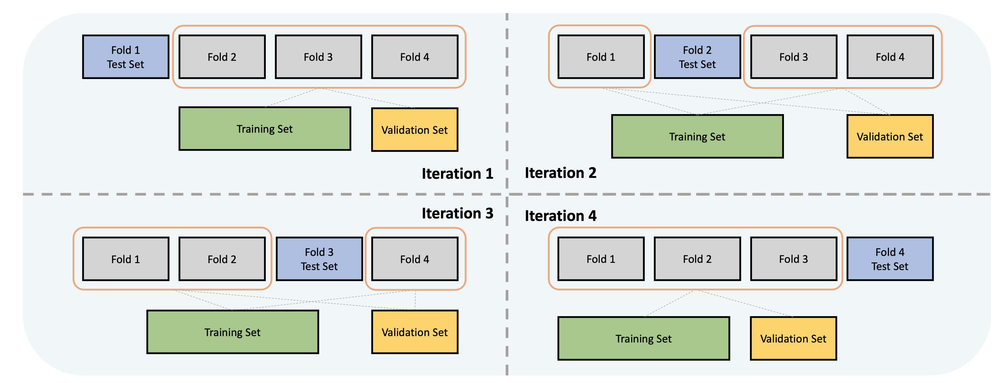 Fold 1
Test Set
Fold 2
Fold 3
Fold 4
Training Set
Validation Set
Iteration 1
Fold 1
Fold 2
Test Set
Fold 3
Fold 4
Training Set
Validation Set
Iteration 2
Iteration 3
Fold 1
Fold 2
Fold 3
Test Set
Fold 4
Training Set
Validation Set
Iteration 4
Fold 1
Fold 2
Fold 3
Fold 4
Test Set
Training Set
Validation Set